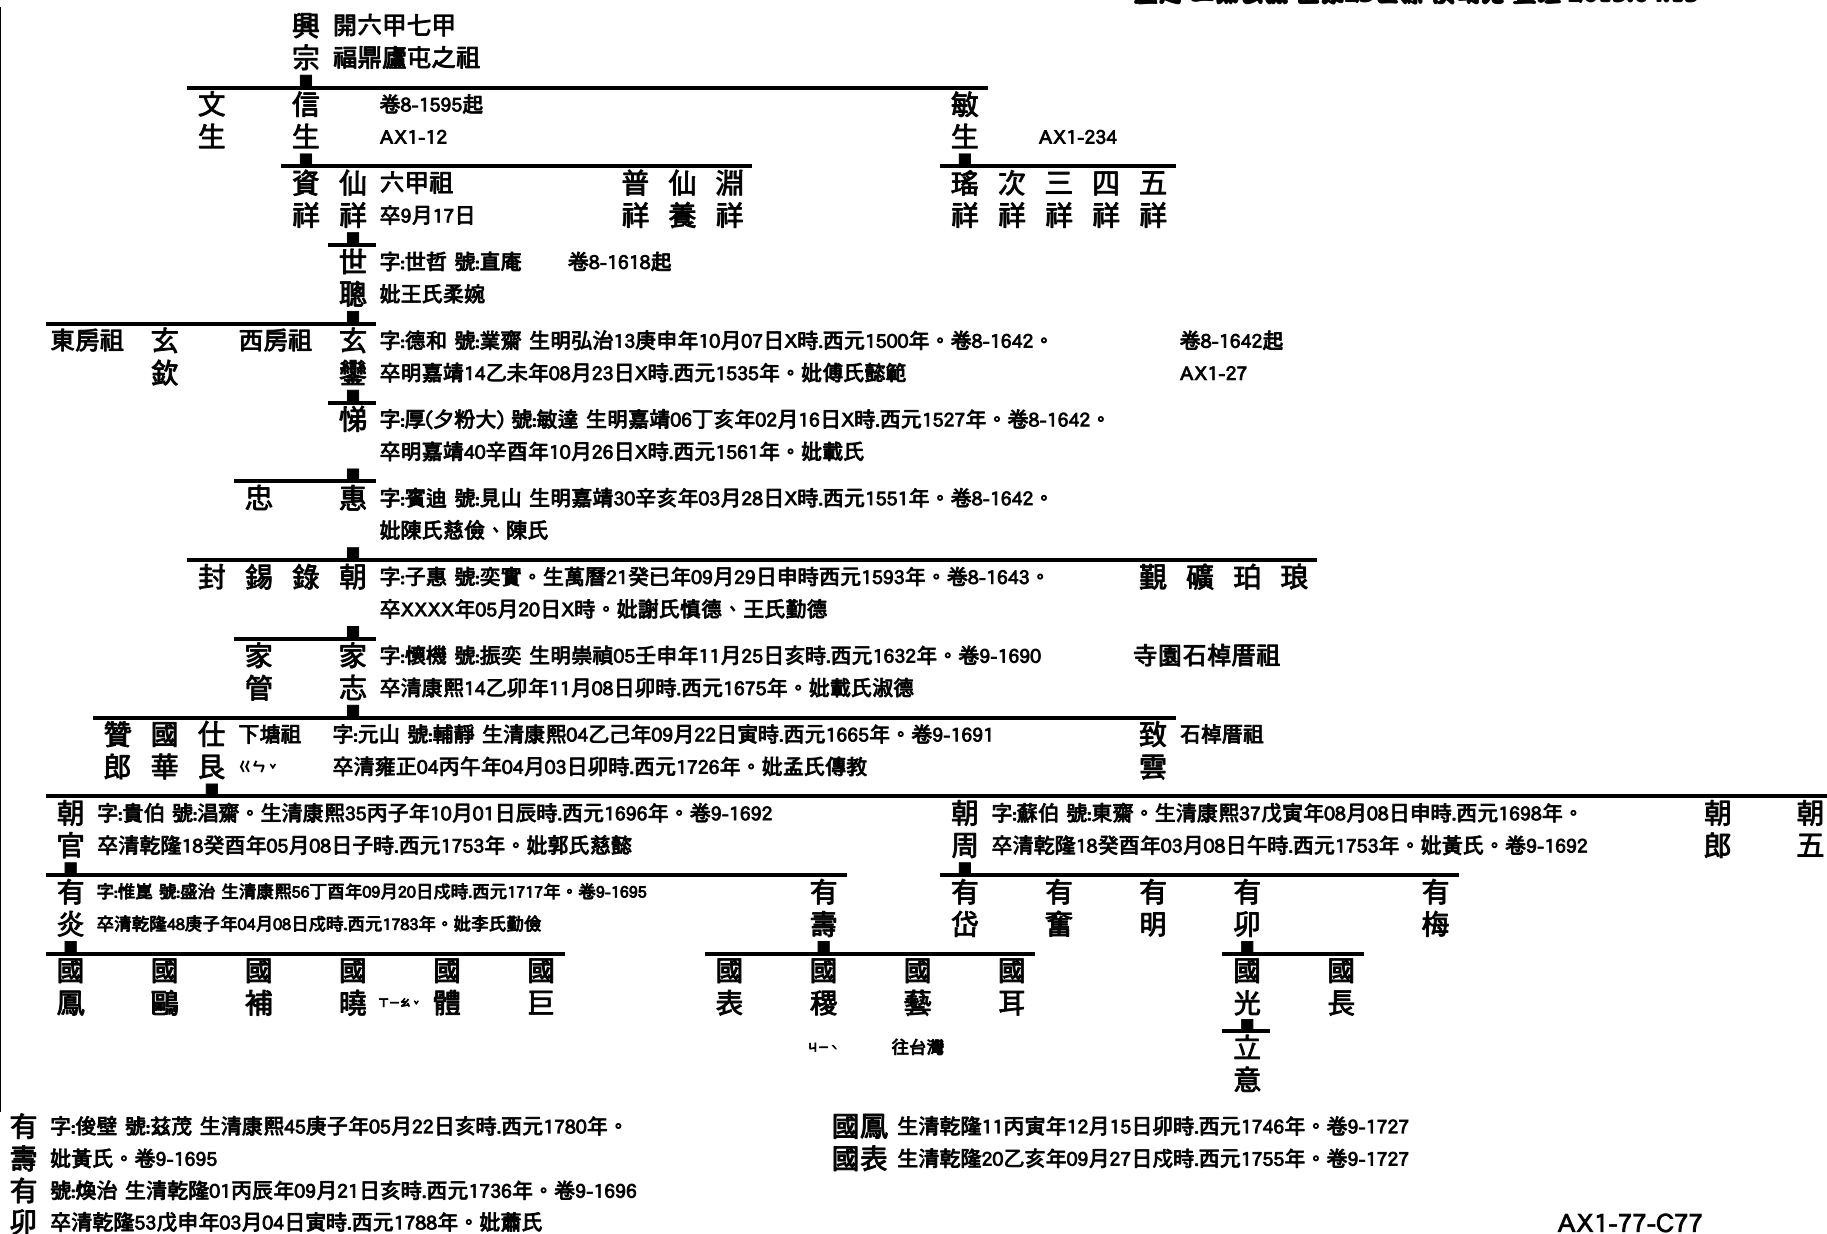 興宗 開六甲七甲
福鼎廬屯之祖
文生 信生 卷8-1595起 敏生
AX1-12 AX1-234
資祥 仙祥 六甲祖 普祥 仙養 淵祥 瑤祥 次祥 三祥 四祥 五祥
卒9月17日
世聰 字:世哲 號:直庵 卷8-1618起
妣王氏柔婉
東房祖 玄欽 西房祖 玄鑾 字:德和 號:業齋 生明弘治13庚申年10月07日X時.西元1500年。卷8-1642。 卷8-1642起
卒明嘉靖14乙未年08月23日X時.西元1535年。妣傅氏懿範 AX1-27
悌 字:厚(夕粉大) 號:敏達 生明嘉靖06丁亥年02月16日X時.西元1527年。卷8-1642。
卒明嘉靖40辛酉年10月26日X時.西元1561年。妣載氏
忠 惠 字:賓迪 號:見山 生明嘉靖30辛亥年03月28日X時.西元1551年。卷8-1642。
妣陳氏慈儉、陳氏
封 錫 錄 朝 字:子惠 號:奕實。生萬曆21癸巳年09月29日申時西元1593年。卷8-1643。 觐 礦 珀 琅
卒XXXX年05月20日X時。妣謝氏慎德、王氏勤德
家管 家志 字:懷機 號:振奕 生明崇禎05壬申年11月25日亥時.西元1632年。卷9-1690 寺園石棹厝祖
卒清康熙14乙卯年11月08日卯時.西元1675年。妣載氏淑德
贊郎 國華 仕艮 下塘祖 字:元山 號:輔靜 生清康熙04乙己年09月22日寅時.西元1665年。卷9-1691 致雲 石棹厝祖
ㄍㄣˇ 卒清雍正04丙午年04月03日卯時.西元1726年。妣孟氏傳教
朝官 字:貴伯 號:淐齋。生清康熙35丙子年10月01日辰時.西元1696年。卷9-1692 朝周 字:蘇伯 號:東齋。生清康熙37戊寅年08月08日申時.西元1698年。 朝郎 朝五
卒清乾隆18癸酉年05月08日子時.西元1753年。妣郭氏慈懿 卒清乾隆18癸酉年03月08日午時.西元1753年。妣黃氏。卷9-1692
有炎 字:惟崑 號:盛治 生清康熙56丁酉年09月20日戍時.西元1717年。卷9-1695 有壽 有岱 有奮 有明 有卯 有梅
卒清乾隆48庚子年04月08日戍時.西元1783年。妣李氏勤儉
國鳳 國鷗 國補 國曉 ㄒㄧㄠˇ 國體 國巨 國表 國稷 國藝 國耳 國光 國長
ㄐㄧˋ 往台灣 立意
有壽 字:俊壁 號:茲茂 生清康熙45庚子年05月22日亥時.西元1780年。 國鳳 生清乾隆11丙寅年12月15日卯時.西元1746年。卷9-1727
妣黃氏。卷9-1695 國表 生清乾隆20乙亥年09月27日戍時.西元1755年。卷9-1727
有卯 號:煥治 生清乾隆01丙辰年09月21日亥時.西元1736年。卷9-1696
卒清乾隆53戊申年03月04日寅時.西元1788年。妣蕭氏 AX1-77-C77